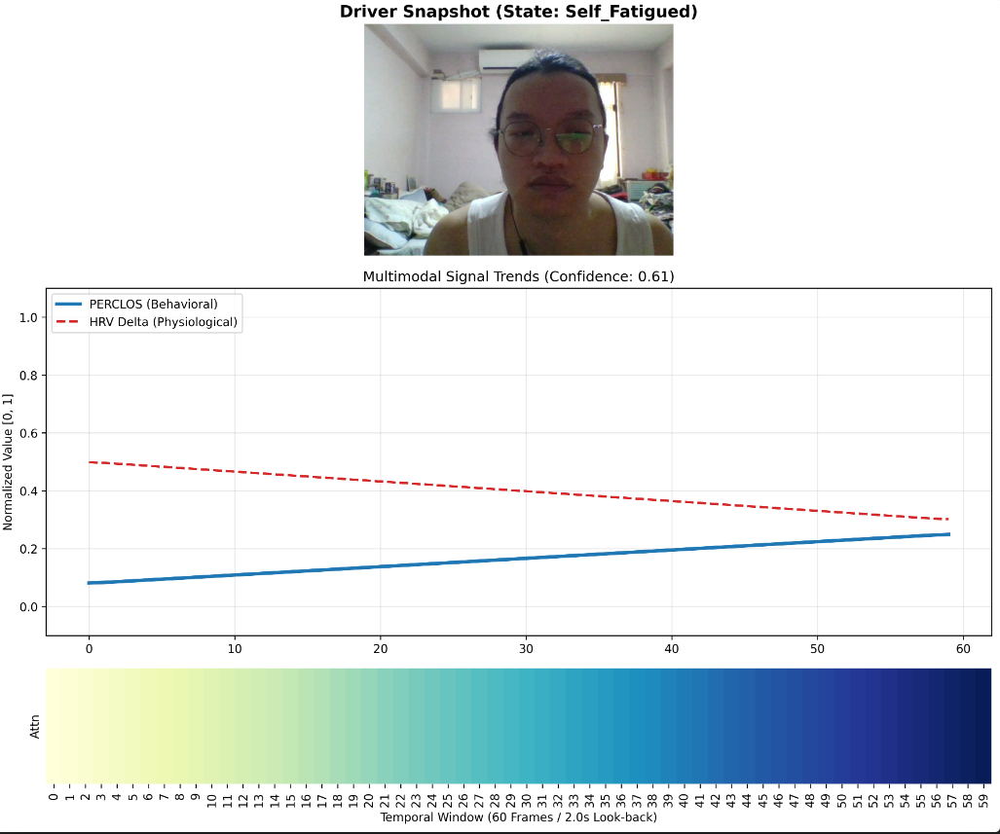 Driver Snapshot (State: Self_Fatigued)
Multimodal Signal Trends (Confidence: 0.61)
PERCLOS (Behavioral)
HRV Delta (Physiological)
Normalized Value [0, 1]
1.0
0.8
0.6
0.4
0.2
0.0
0 10 20 30 40 50 60
Attn
0 1 2 3 4 5 6 7 8 9 10 11 12 13 14 15 16 17 18 19 20 21 22 23 24 25 26 27 28 29 30 31 32 33 34 35 36 37 38 39 40 41 42 43 44 45 46 47 48 49 50 51 52 53 54 55 56 57 58 59
Temporal Window (60 Frames / 2.0s Look-back)